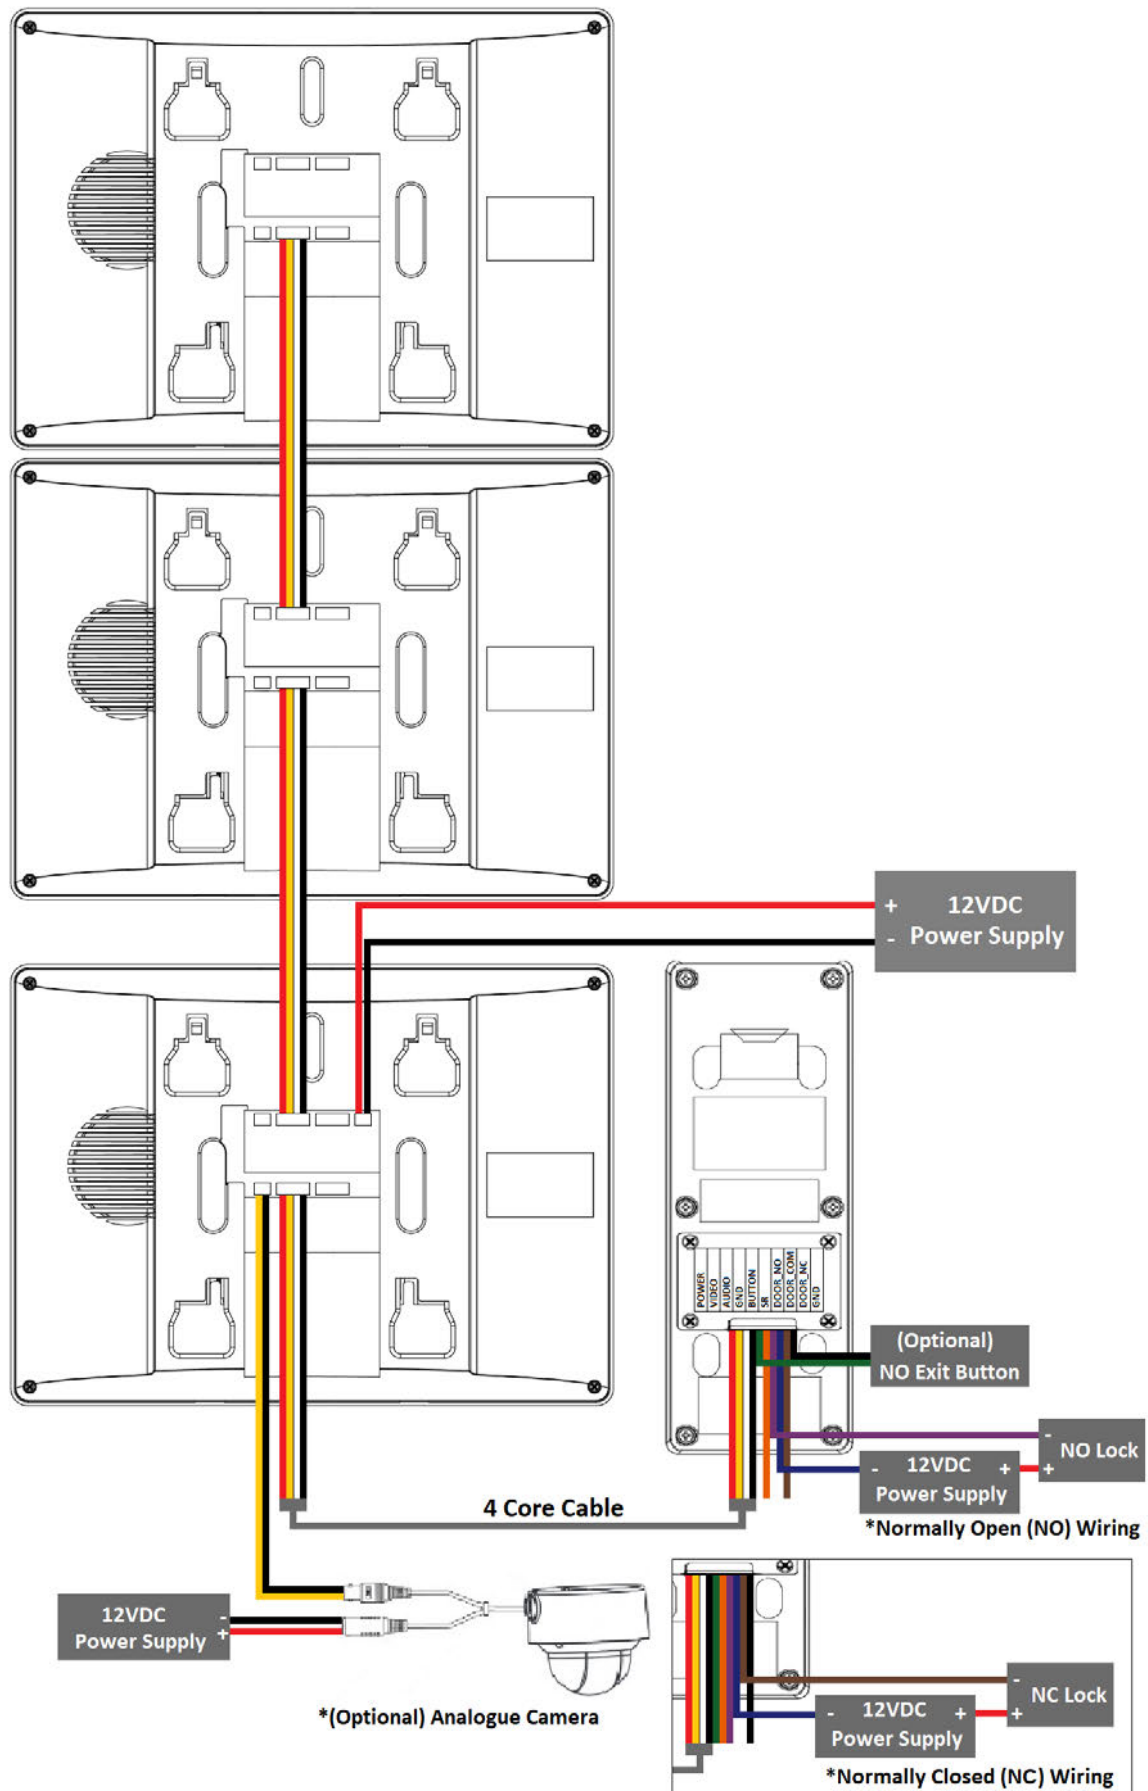 + 12VDC
- Power Supply
POWER
VIDEO
AUDIO
GND
BUTTON
SR
DOOR_NO
DOOR_COM
DOOR_NC
GND
(Optional)
NO Exit Button
-
NO Lock
+
- 12VDC +
Power Supply
*Normally Open (NO) Wiring
4 Core Cable
12VDC -
Power Supply +
*(Optional) Analogue Camera
-
NC Lock
+
- 12VDC +
Power Supply
*Normally Closed (NC) Wiring